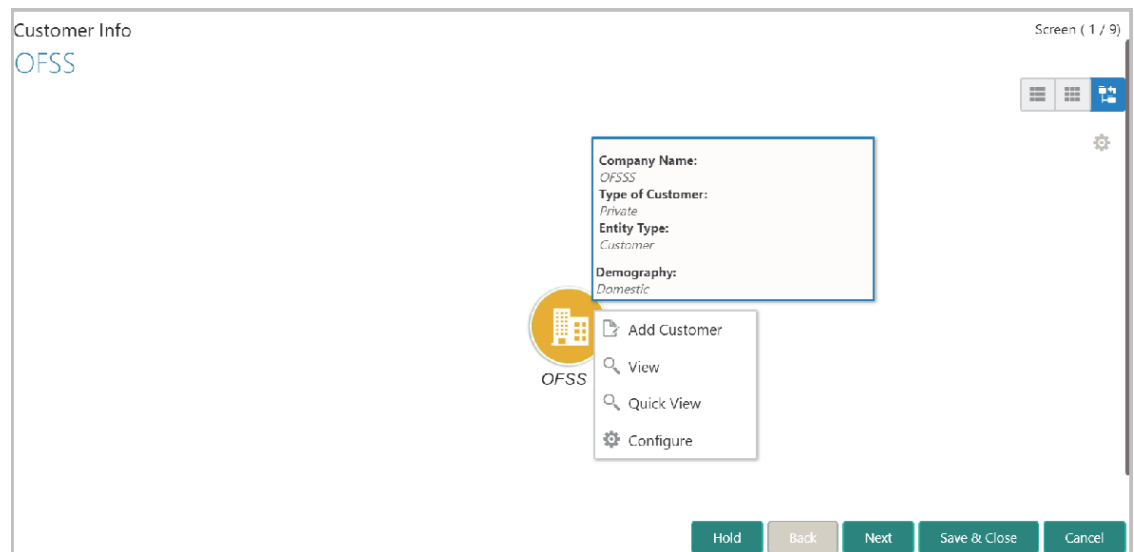 Customer Info
Screen ( 1 / 9)
OFSS
Company Name:
OFSSS
Type of Customer:
Private
Entity Type:
Customer
Demography:
Domestic
Add Customer
OFSS
View
Quick View
Configure
Hold
Back
Next
Save & Close
Cancel